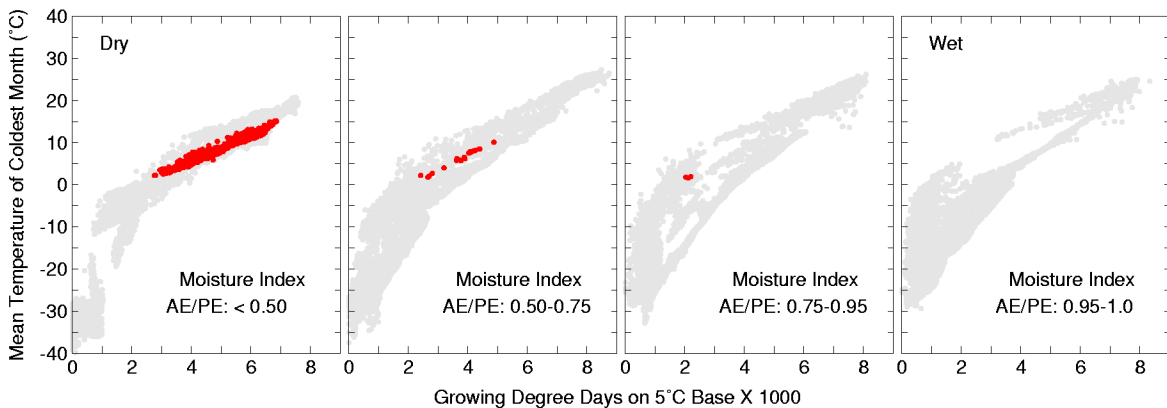 Mean Temperature of Coldest Month (°C)
40
30
20
10
0
-10
-20
-30
-40
Dry
Wet
Moisture Index
AE/PE: < 0.50
Moisture Index
AE/PE: 0.50-0.75
Moisture Index
AE/PE: 0.75-0.95
Moisture Index
AE/PE: 0.95-1.0
0 2 4 6 8
0 2 4 6 8
0 2 4 6 8
0 2 4 6 8
Growing Degree Days on 5°C Base X 1000